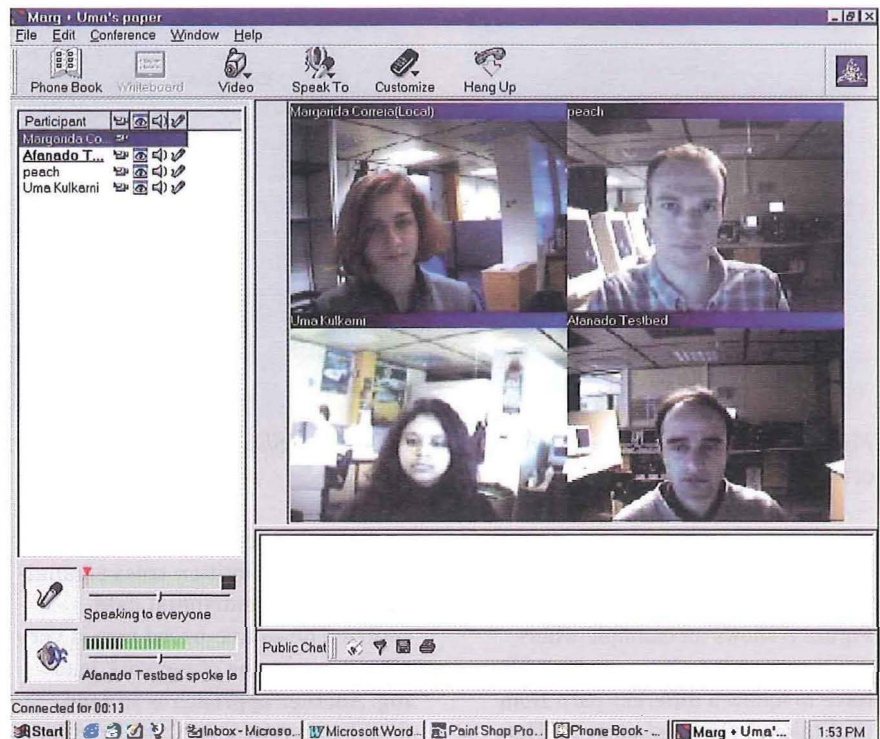 Marg + Uma's paper
File Edit Conference Window Help
Phone Book Whiteboard Video Speak To Customize Hang Up
Participant
Margarida Co...
Afanado T...
peach
Uma Kulkarni
Margarida Correia(Local) peach
Uma Kulkarni Afanado Testbed
Speaking to everyone
Afanado Testbed spoke la
Public Chat
Connected for 00:13
Start Inbox - Microso... Microsoft Word... Paint Shop Pro... Phone Book - ... Marg + Uma'... 1:53 PM